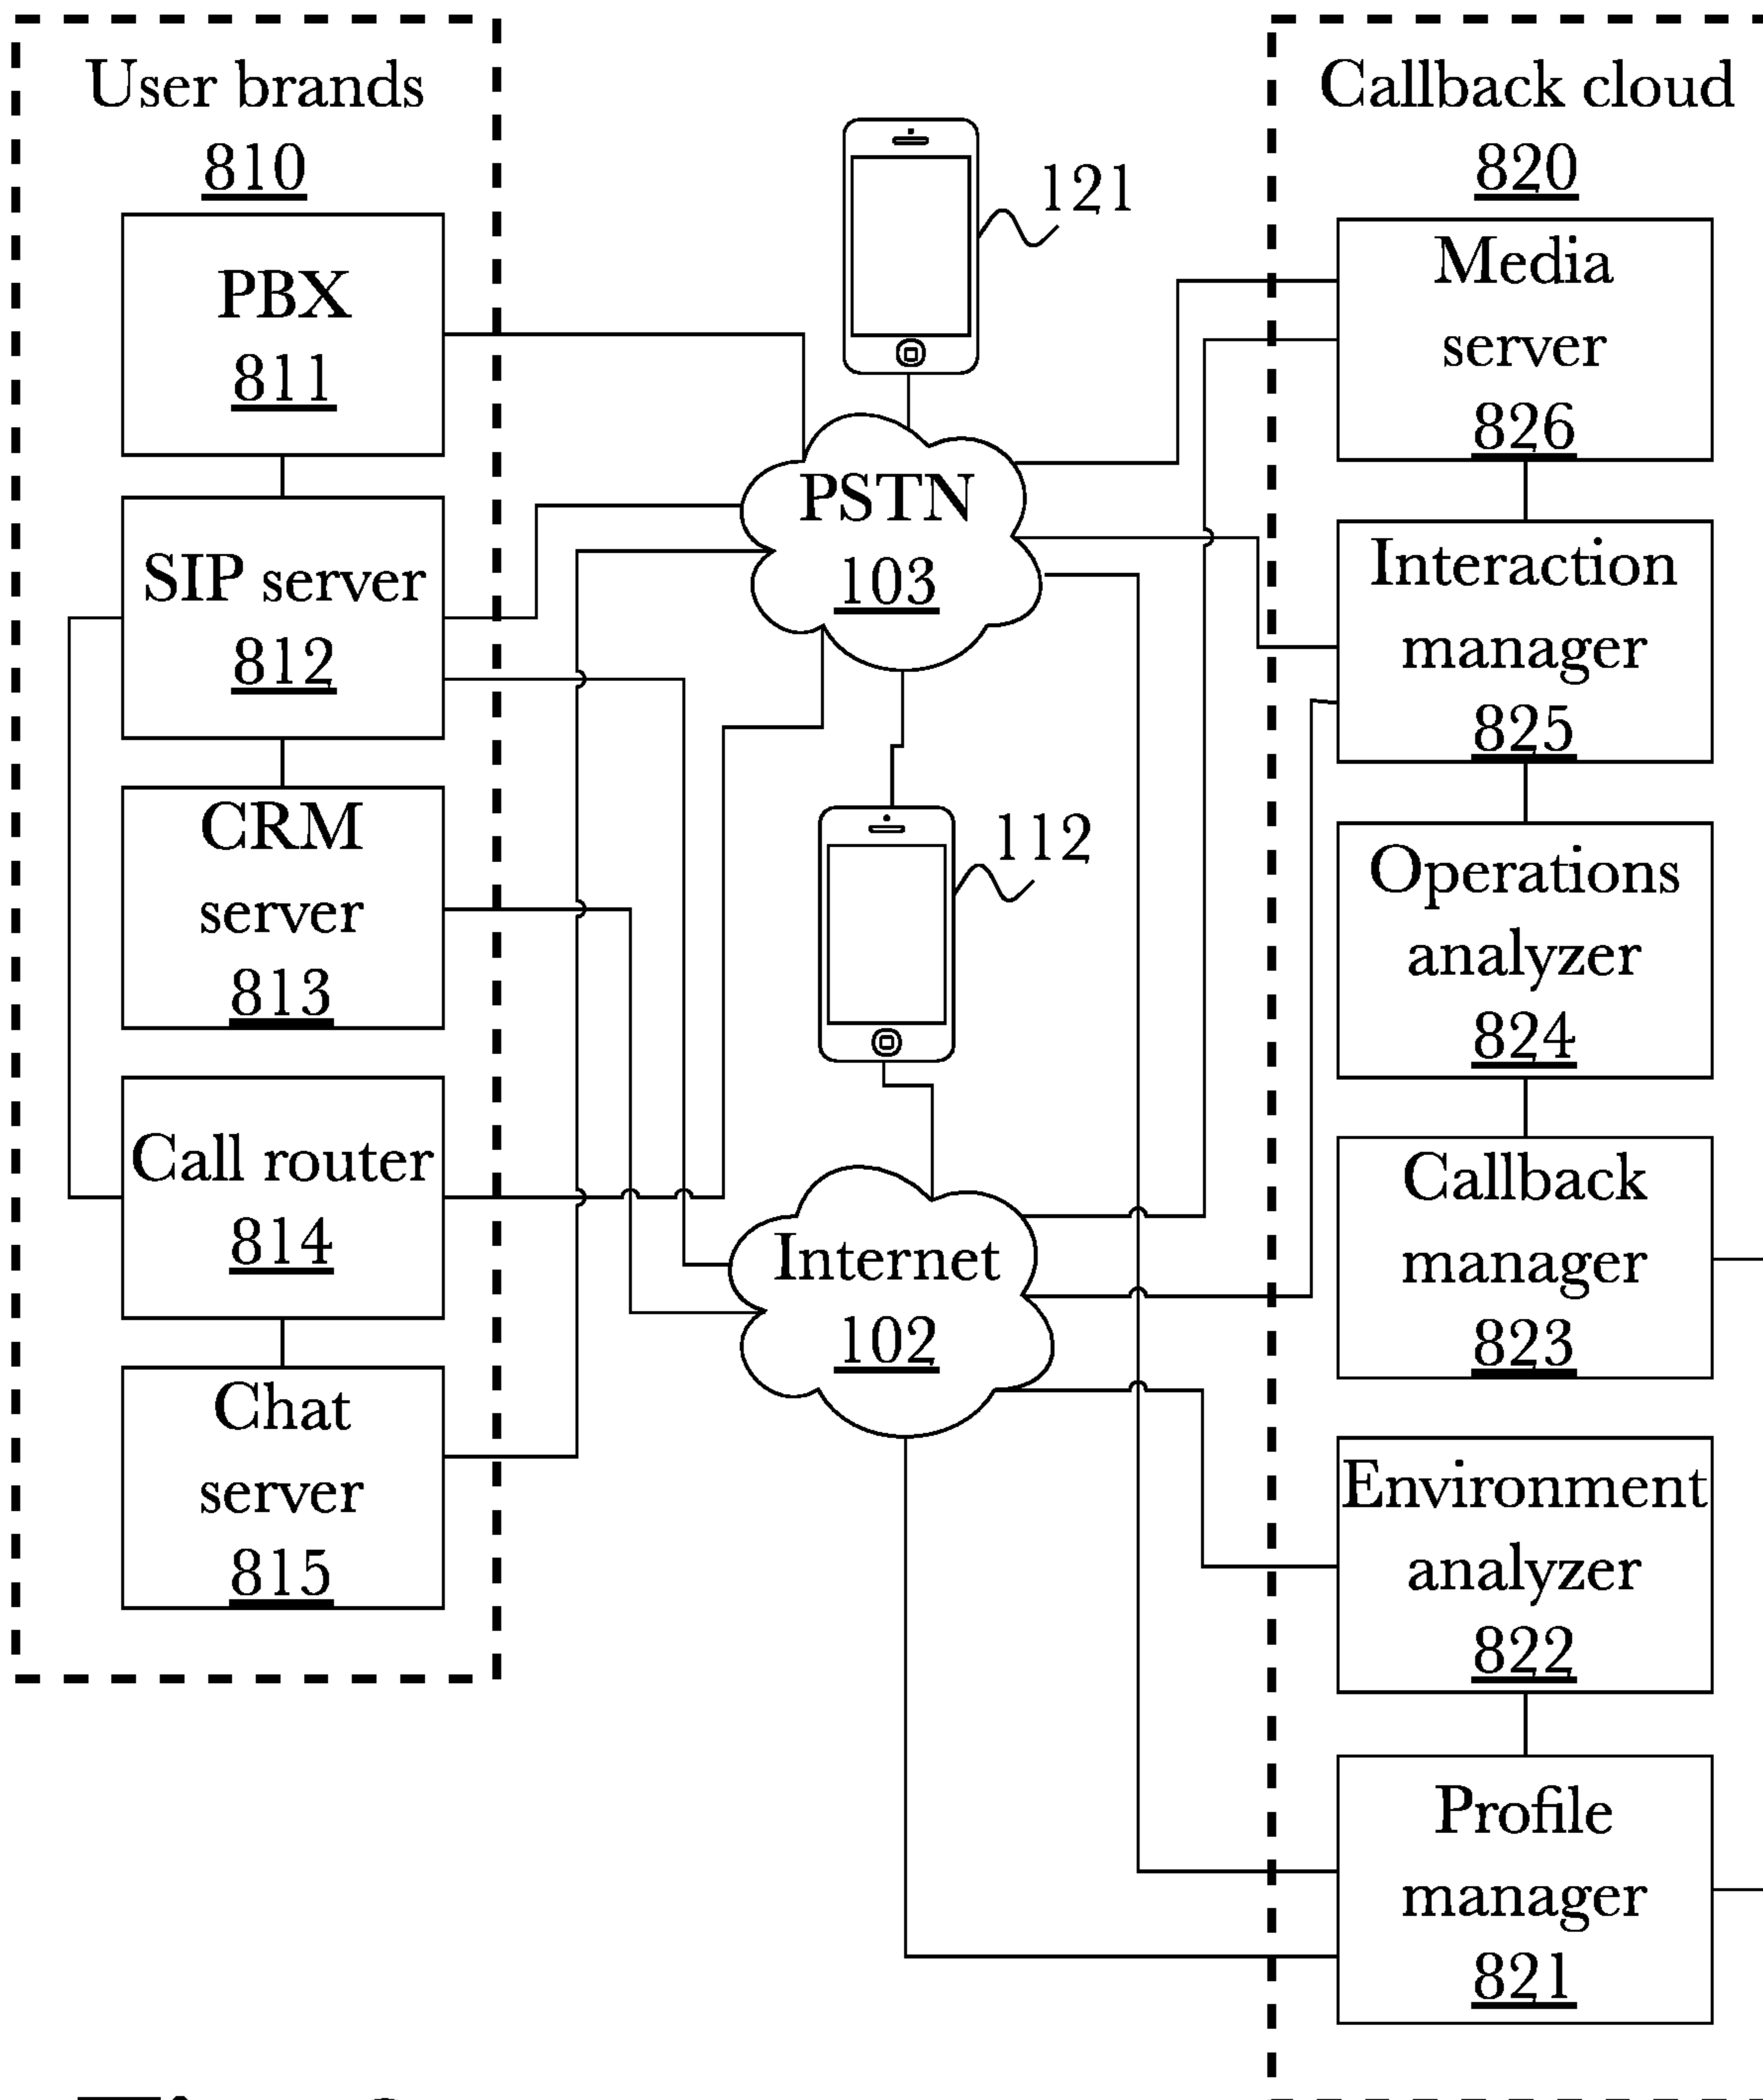 User brands
810
PBX
811
SIP server
812
CRM
server
813
Call router
814
Chat
server
815
121
PSTN
103
112
Internet
102
Callback cloud
820
Media
server
826
Interaction
manager
825
Operations
analyzer
824
Callback
manager
823
Environment
analyzer
822
Profile
manager
821